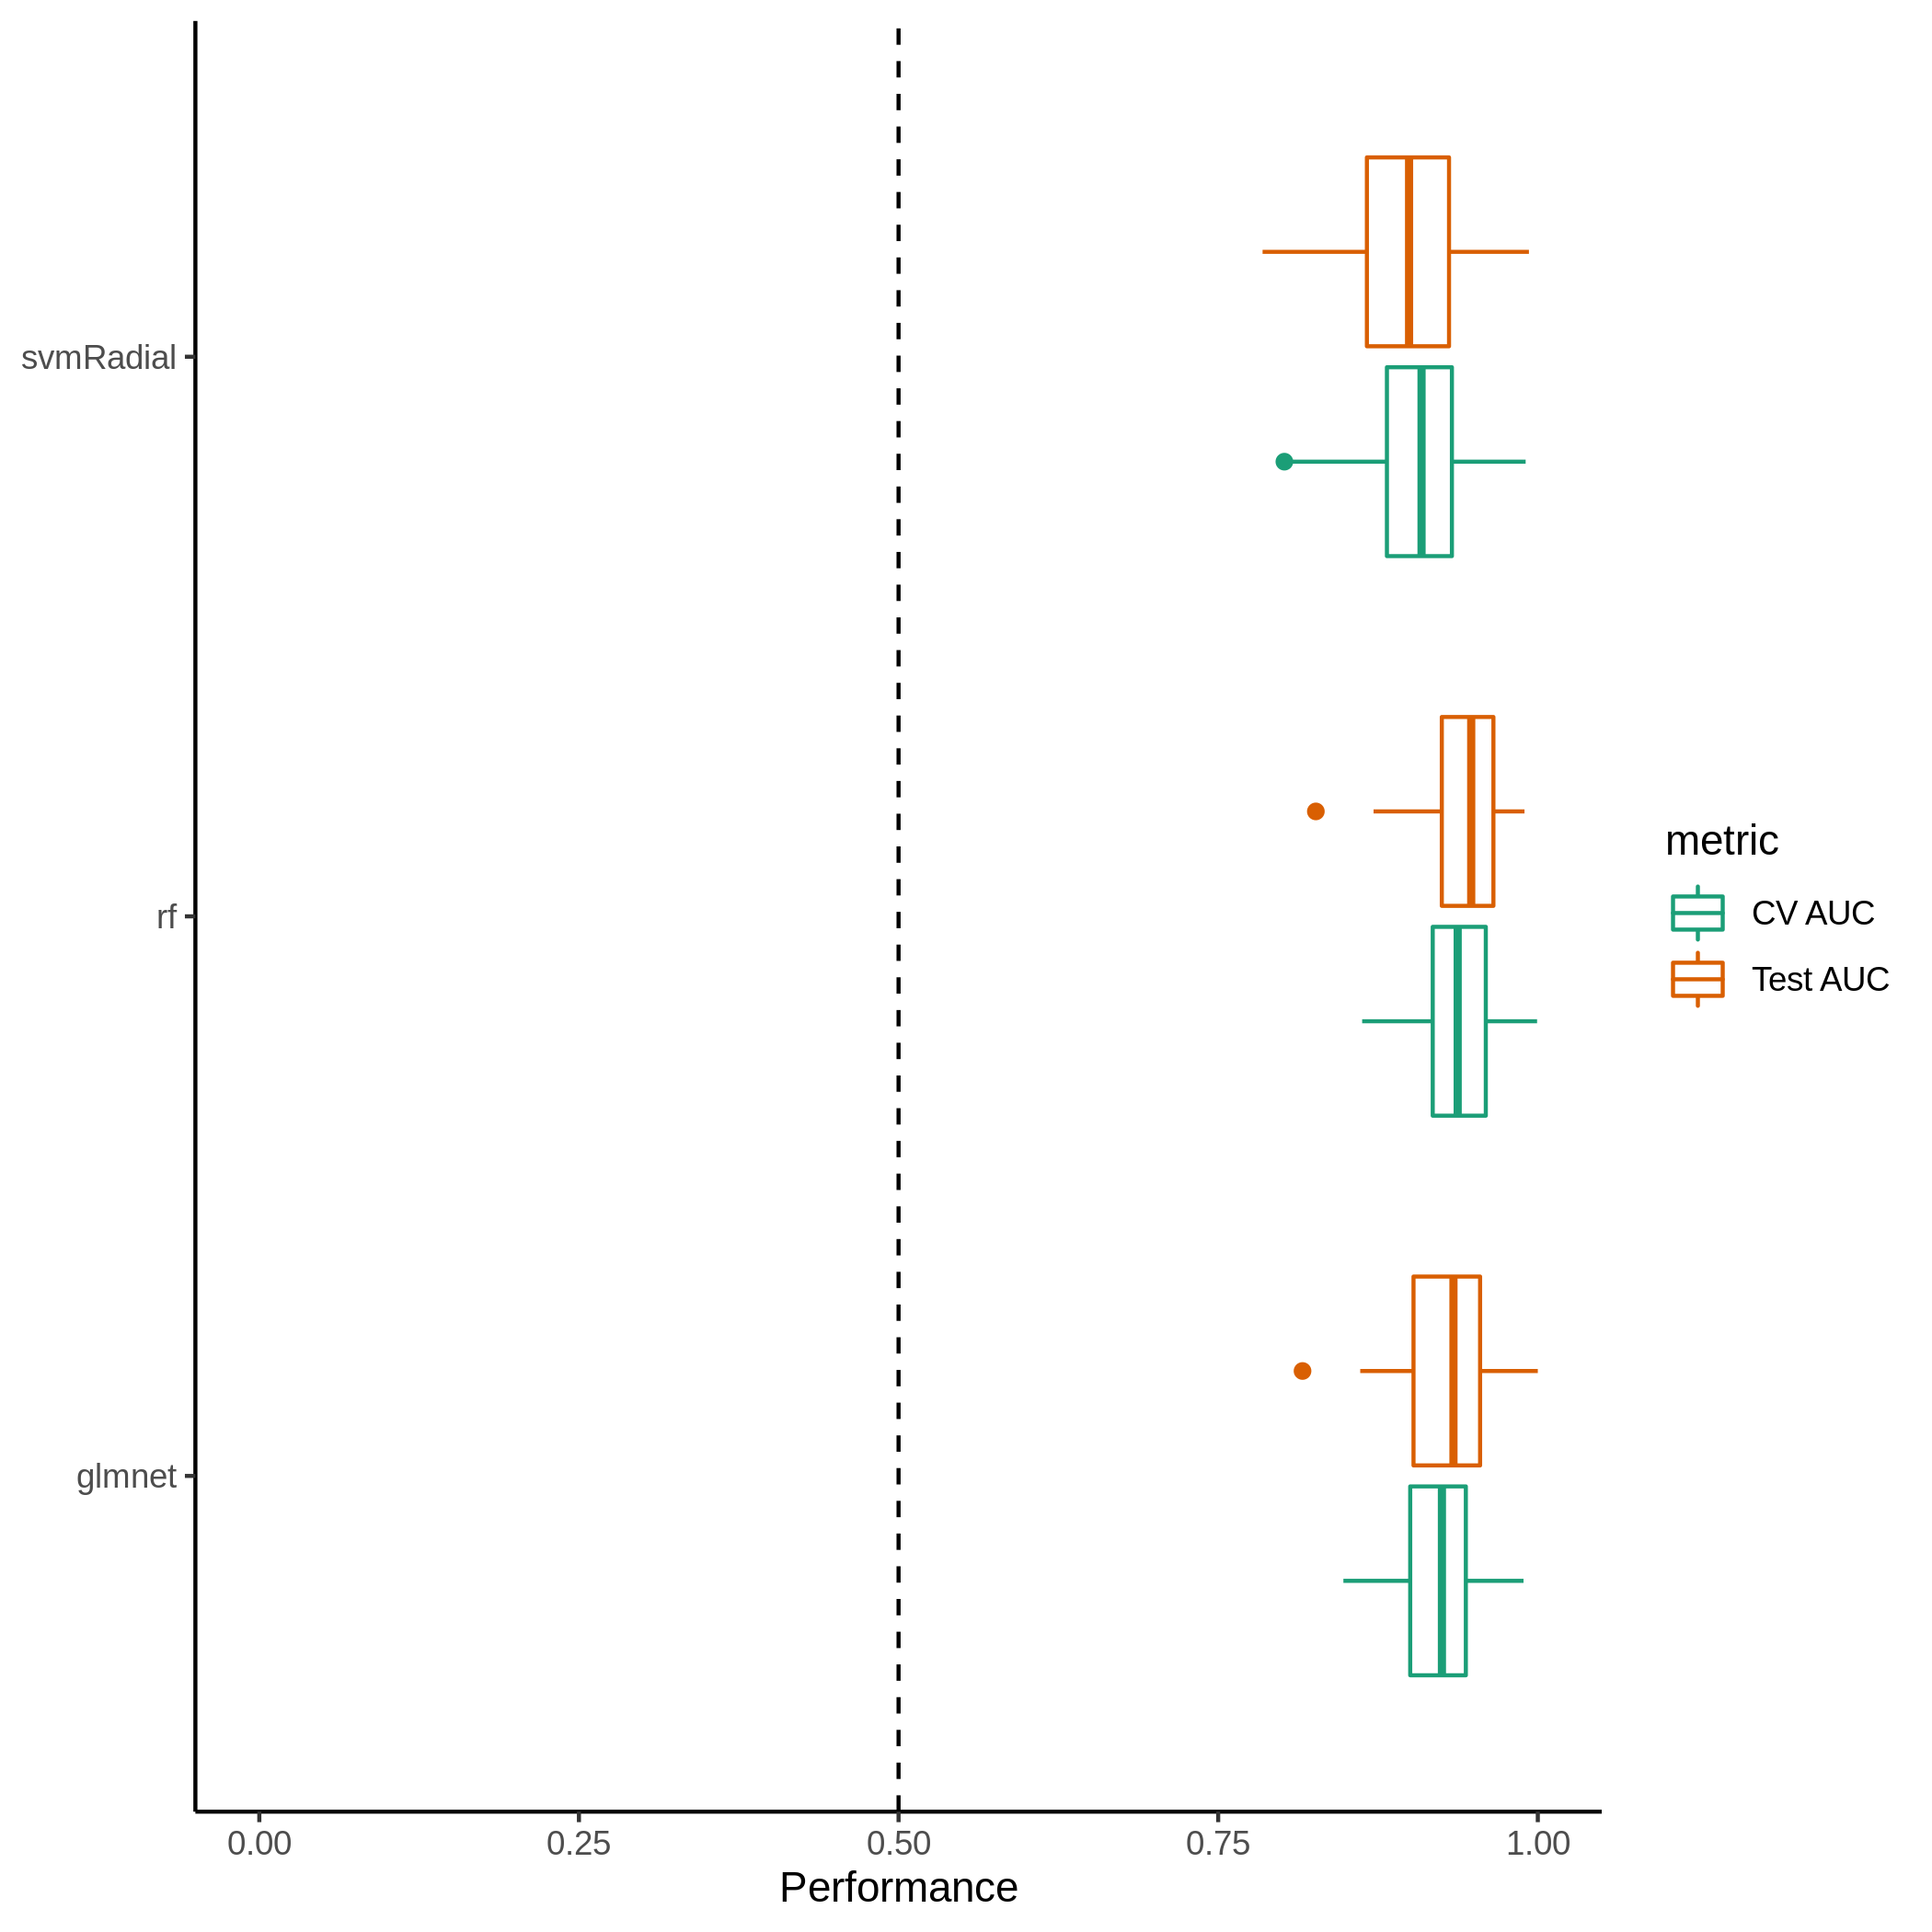 svmRadial
rf
glmnet
0.00 0.25 0.50 0.75 1.00
Performance
metric
CV AUC
Test AUC